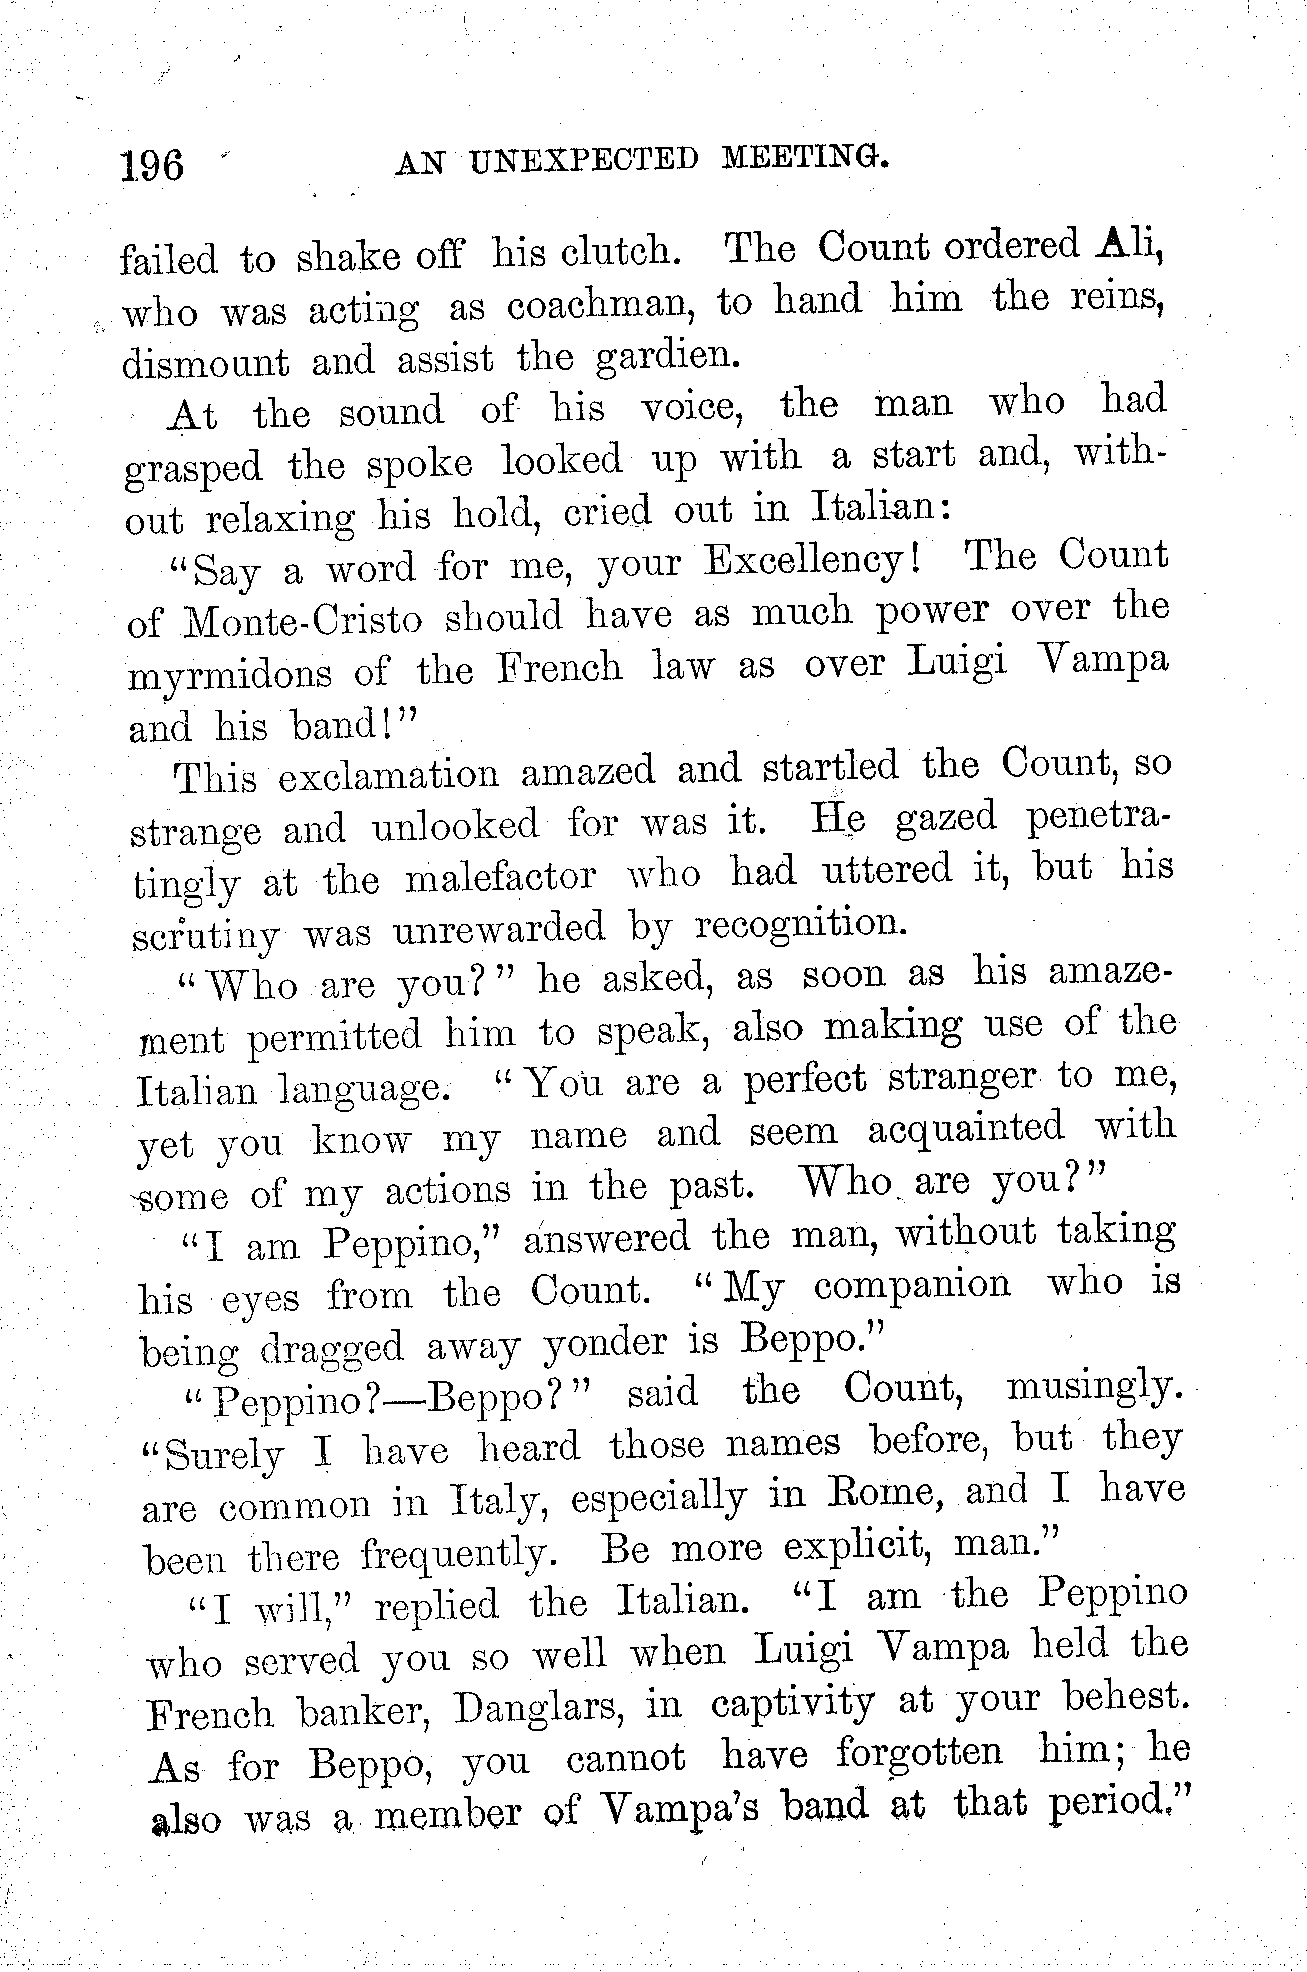 196 AN UNEXPECTED MEETING.
failed to shake off his clutch. The Count ordered Ali,
who was acting as coachman, to hand him the reins,
dismount and assist the gardien.
At the sound of his voice, the man who had
grasped the spoke looked up with a start and, with-
out relaxing his hold, cried out in Italian:
“Say a word for me, your Excellency! The Count
of Monte-Cristo should have as much power over the
myrmidons of the French law as over Luigi Vampa
and his band!”
This exclamation amazed and startled the Count, so
strange and unlooked for was it. He gazed penetra-
tingly at the malefactor who had uttered it, but his
scrutiny was unrewarded by recognition.
“Who are you?” he asked, as soon as his amaze-
ment permitted him to speak, also making use of the
Italian language. “You are a perfect stranger to me,
yet you know my name and seem acquainted with
some of my actions in the past. Who are you?”
“I am Peppino,” answered the man, without taking
his eyes from the Count. “My companion who is
being dragged away yonder is Beppo.”
“Peppino?—Beppo?” said the Count, musingly.
“Surely I have heard those names before, but they
are common in Italy, especially in Rome, and I have
been there frequently. Be more explicit, man.”
“I will,” replied the Italian. “I am the Peppino
who served you so well when Luigi Vampa held the
French banker, Danglars, in captivity at your behest.
As for Beppo, you cannot have forgotten him; he
also was a member of Vampa’s band at that period.”